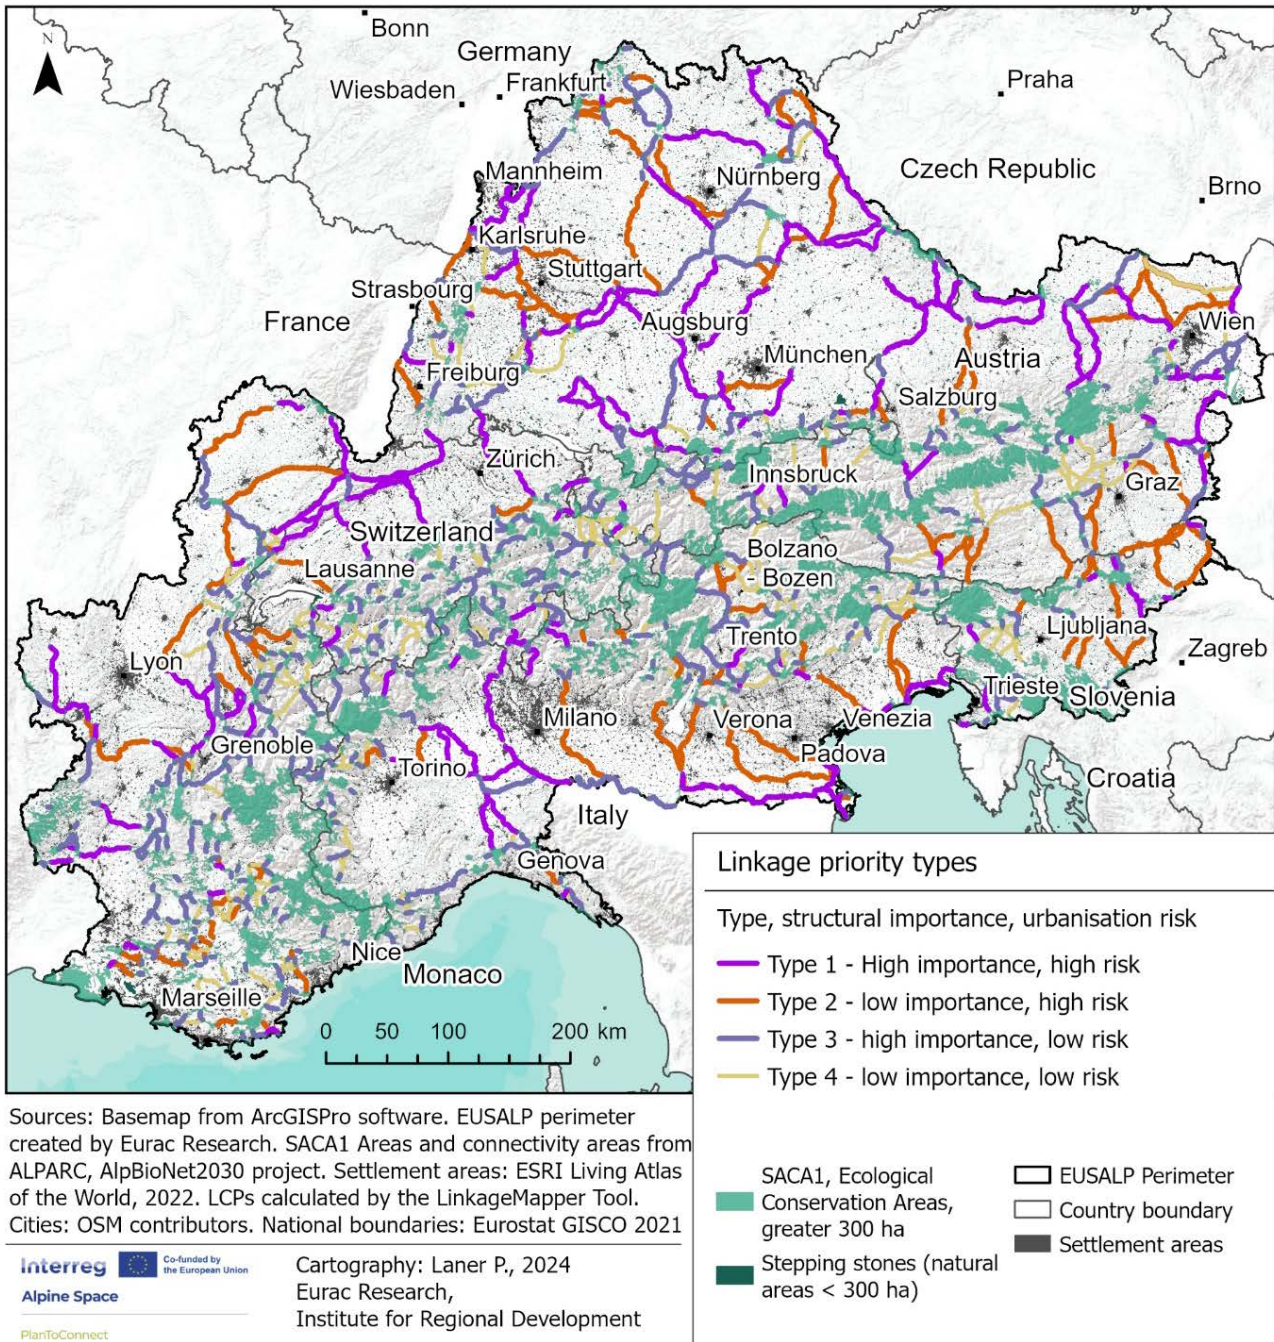 N
Bonn
Germany
Wiesbaden
Frankfurt
Praha
Mannheim
Nürnberg
Czech Republic
Brno
Karlsruhe
Stuttgart
Strasbourg
France
Augsburg
Wien
München
Austria
Freiburg
Salzburg
Zürich
Innsbruck
Graz
Switzerland
Bolzano
- Bozen
Lausanne
Trento
Ljubljana
Lyon
Zagreb
Trieste
Slovenia
Milano
Verona
Venezia
Grenoble
Padova
Torino
Croatia
Italy
Genova
Nice
Monaco
Marseille
0 50 100 200 km
Linkage priority types
Type, structural importance, urbanisation risk
Type 1 - High importance, high risk
Type 2 - low importance, high risk
Type 3 - high importance, low risk
Type 4 - low importance, low risk
SACA1, Ecological
Conservation Areas,
greater 300 ha
Stepping stones (natural
areas < 300 ha)
EUSALP Perimeter
Country boundary
Settlement areas
Sources: Basemap from ArcGISPro software. EUSALP perimeter
created by Eurac Research. SACA1 Areas and connectivity areas from
ALPARC, AlpBioNet2030 project. Settlement areas: ESRI Living Atlas
of the World, 2022. LCPs calculated by the LinkageMapper Tool.
Cities: OSM contributors. National boundaries: Eurostat GISCO 2021
Interreg
Co-funded by
the European Union
Alpine Space
PlanToConnect
Cartography: Laner P., 2024
Eurac Research,
Institute for Regional Development